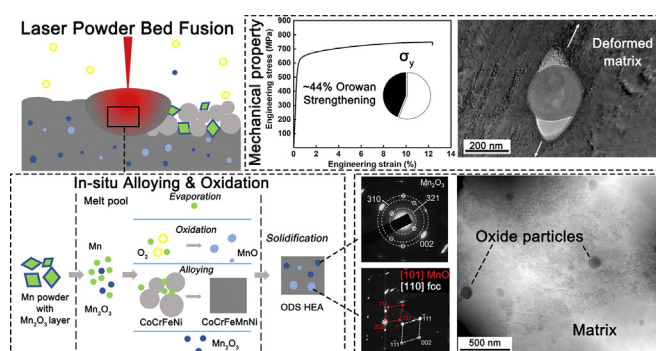 Laser Powder Bed Fusion
Mechanical property
Engineering stress (MPa)
900
800
700
600
500
400
300
200
100
0
0 2 4 6 8 10 12 14
Engineering strain (%)
σy
~44% Orowan
Strengthening
Deformed
matrix
200 nm
In-situ Alloying & Oxidation
Melt pool
Evaporation
Mn
Mn2O3
Mn powder
with
Mn2O3 layer
Oxidation
O2
MnO
Alloying
CoCrFeNi
CoCrFeMnNi
Mn2O3
Solidification
ODS HEA
Mn2O3
310
321
002
[101] MnO
[110] fcc
002
Oxide particles
Matrix
500 nm